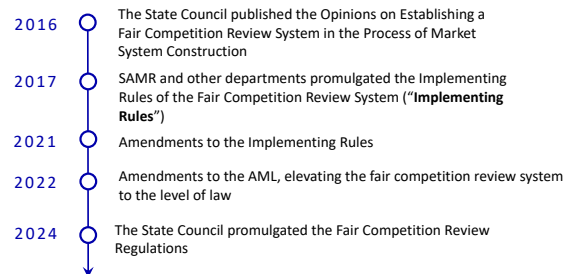 2016
The State Council published the Opinions on Establishing a
Fair Competition Review System in the Process of Market
System Construction
2017
SAMR and other departments promulgated the Implementing
Rules of the Fair Competition Review System (“Implementing
Rules”)
2021
Amendments to the Implementing Rules
2022
Amendments to the AML, elevating the fair competition review system
to the level of law
2024
The State Council promulgated the Fair Competition Review
Regulations